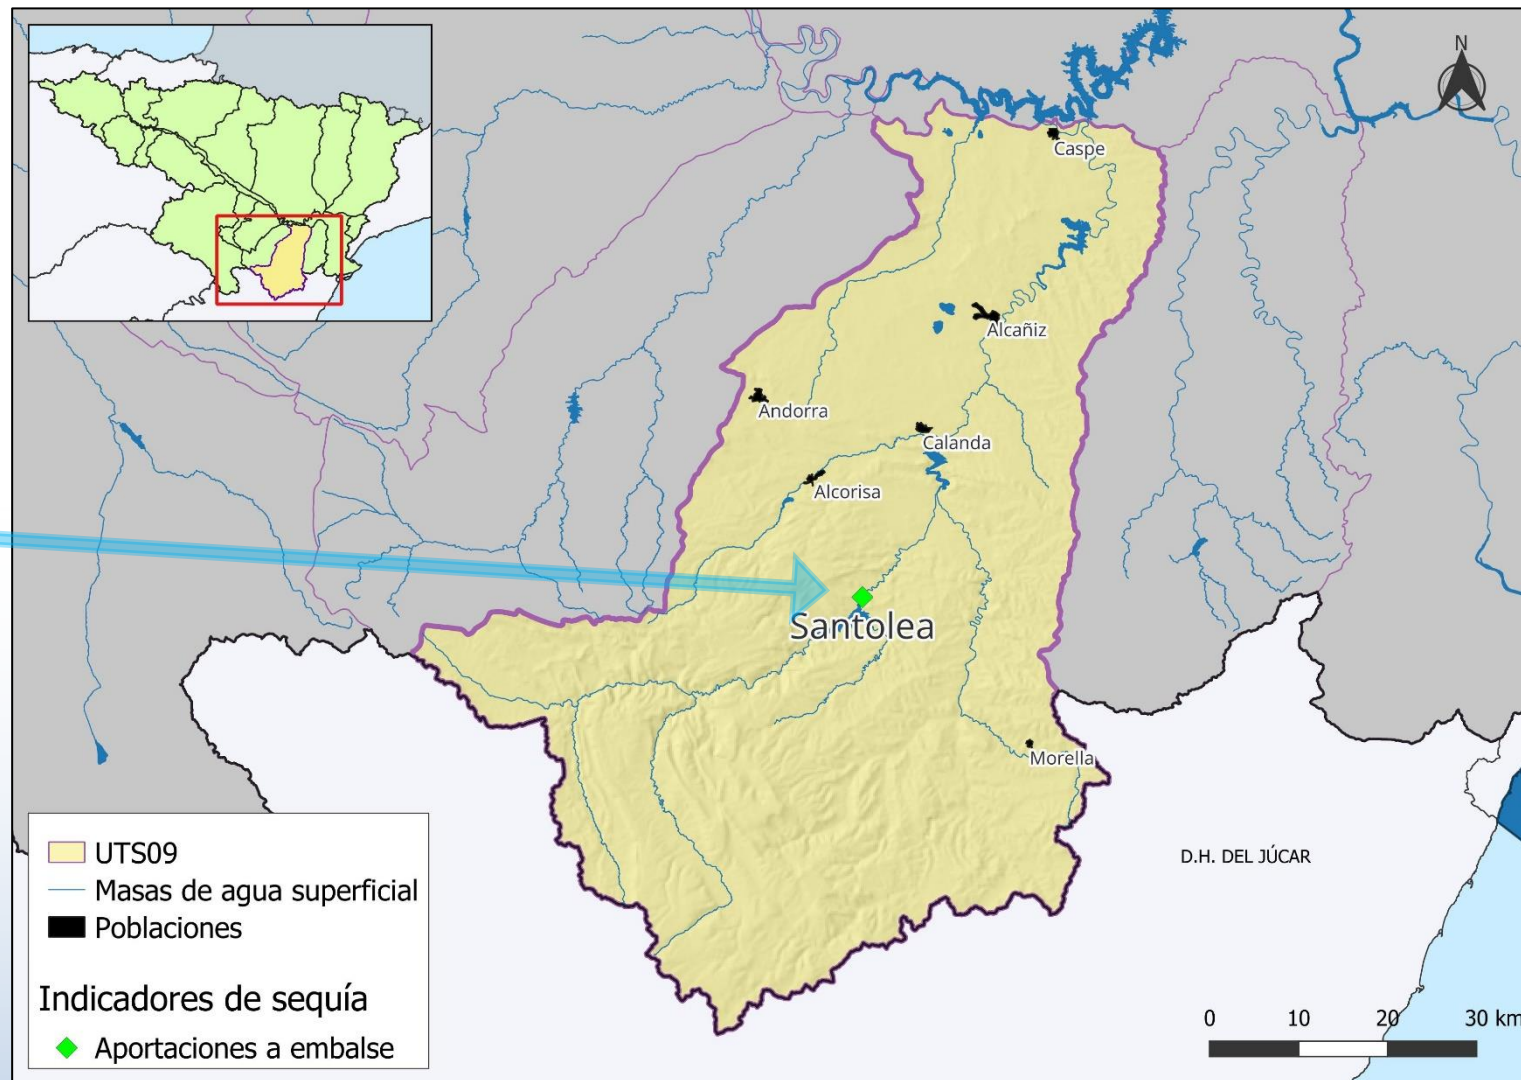 N
Caspe
Alcañiz
Andorra
Calanda
Alcorisa
Santolea
Morella
D.H. DEL JÚCAR
UTS09
Masas de agua superficial
Poblaciones
Indicadores de sequía
Aportaciones a embalse
0 10 20 30 km